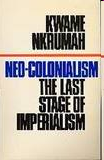 KWAME
NKRUMAH
NEO-COLONIALISM
THE LAST
STAGE OF
IMPERIALISM